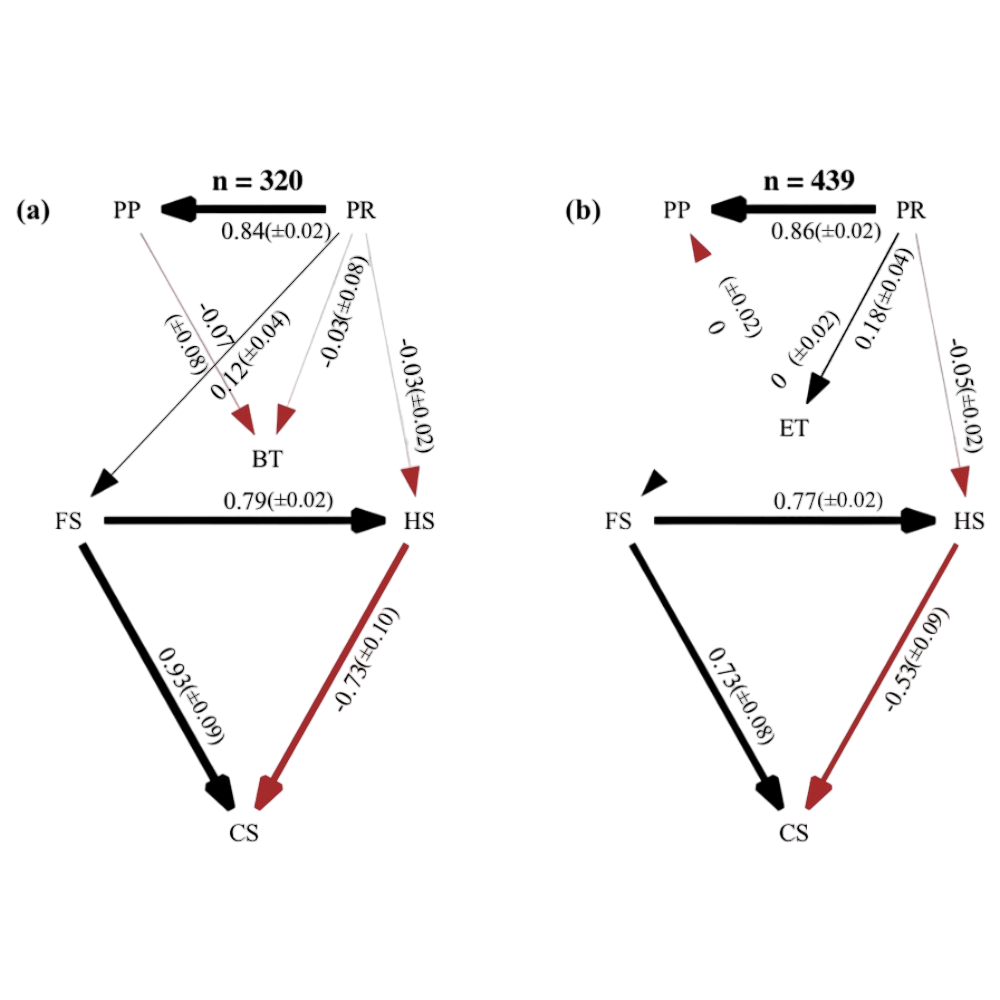 (a)
n = 320
PP
PR
0.84(±0.02)
-0.07
(±0.08)
0.12(±0.04)
-0.03(±0.08)
-0.03(±0.02)
BT
FS
0.79(±0.02)
HS
0.93(±0.09)
-0.73(±0.10)
CS
(b)
n = 439
PP
PR
0.86(±0.02)
(±0.02)
0
0 (±0.02)
0.18(±0.04)
-0.05(±0.02)
ET
FS
0.77(±0.02)
HS
0.73(±0.08)
-0.53(±0.09)
CS